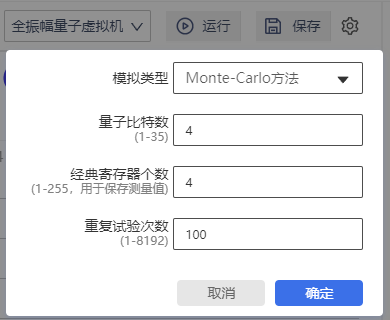 全振幅量子虚拟机 运行 保存
模拟类型 Monte-Carlo方法
量子比特数 4
(1-35)
经典寄存器个数 4
(1-255，用于保存测量值)
重复试验次数 100
(1-8192)
取消 确定